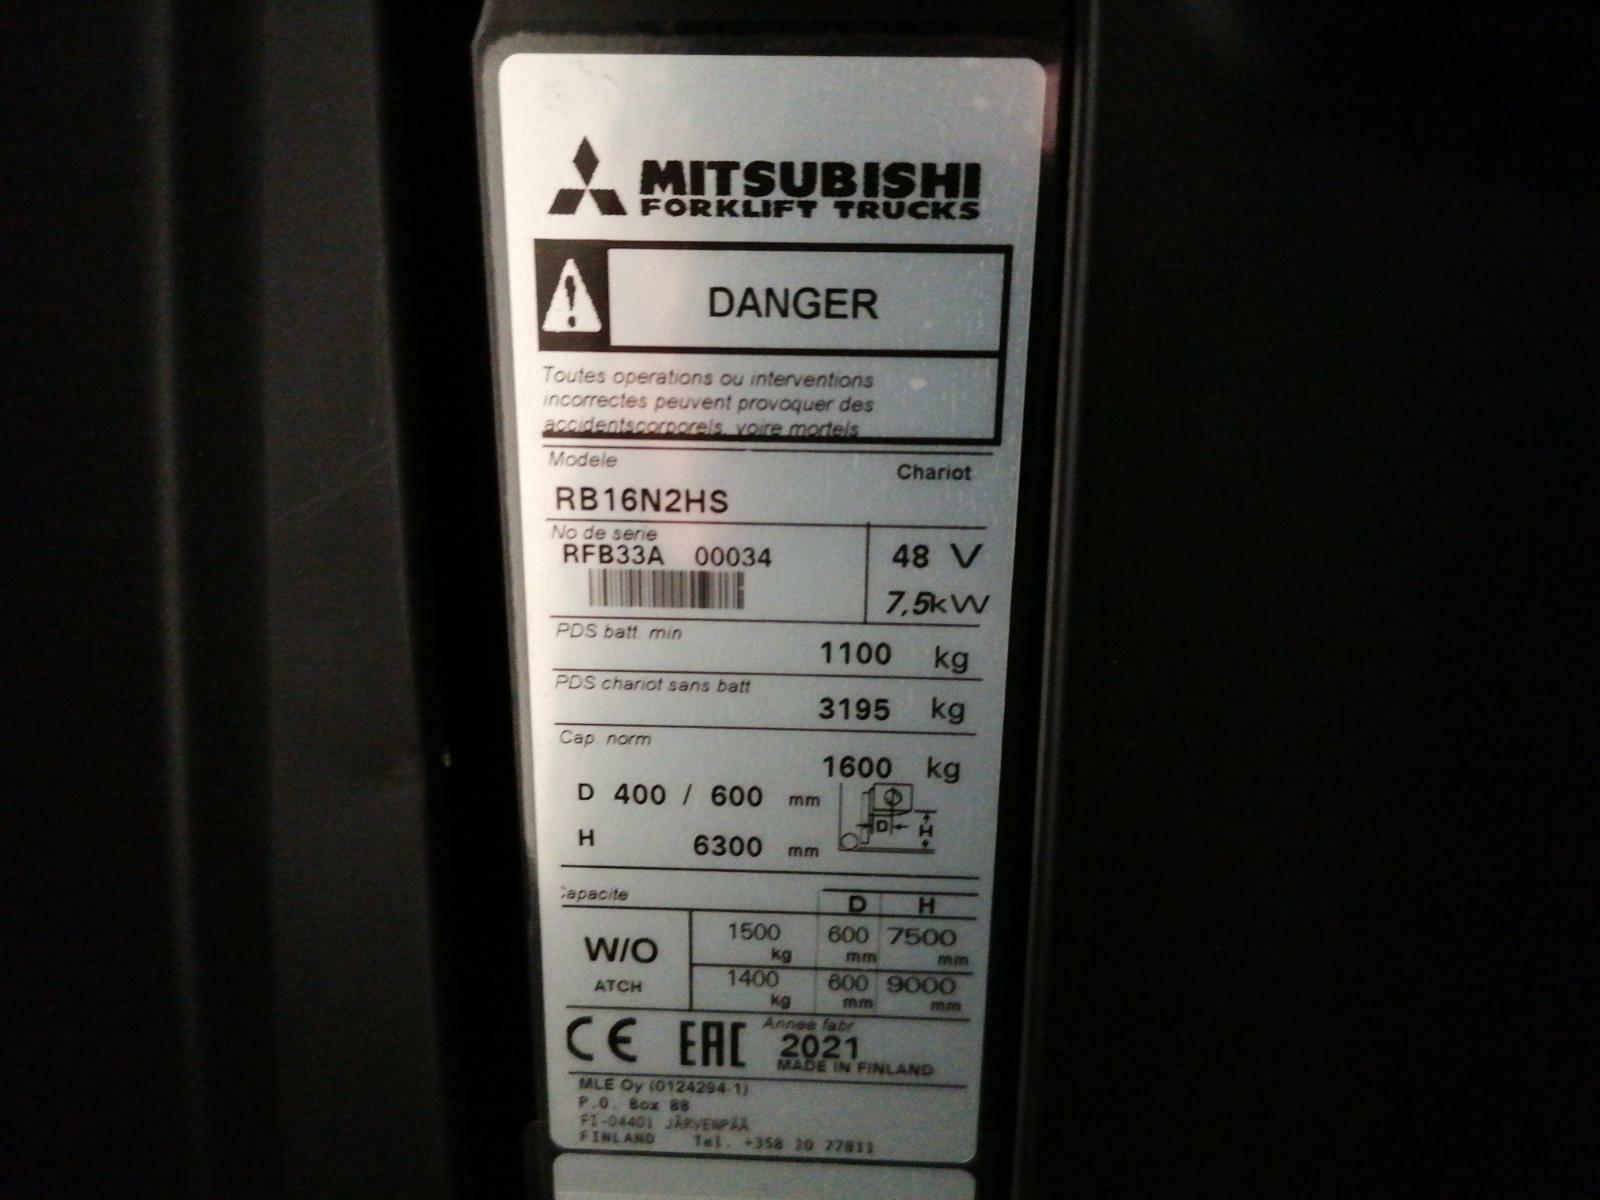 MITSUBISHI
FORKLIFT TRUCKS
DANGER
Toutes operations ou interventions
incorrectes peuvent provoquer des
accidentscorporels, voire mortels
Modele
Chariot
RB16N2HS
No de serie
RFB33A 00034
48 V
7,5kW
PDS batt. min
1100 kg
PDS chariot sans batt
3195 kg
Cap. norm
1600 kg
D 400 / 600 mm
D
H
H 6300 mm
Capacite
D H
W/O
ATCH
1500 kg 600 mm 7500 mm
1400 kg 600 mm 9000 mm
CE EAC
Annee fabr
2021
MADE IN FINLAND
MLE Oy (0124294-1)
P.O. Box 88
FI-04401 JÄRVENPÄÄ
FINLAND Tel. +358 20 77811